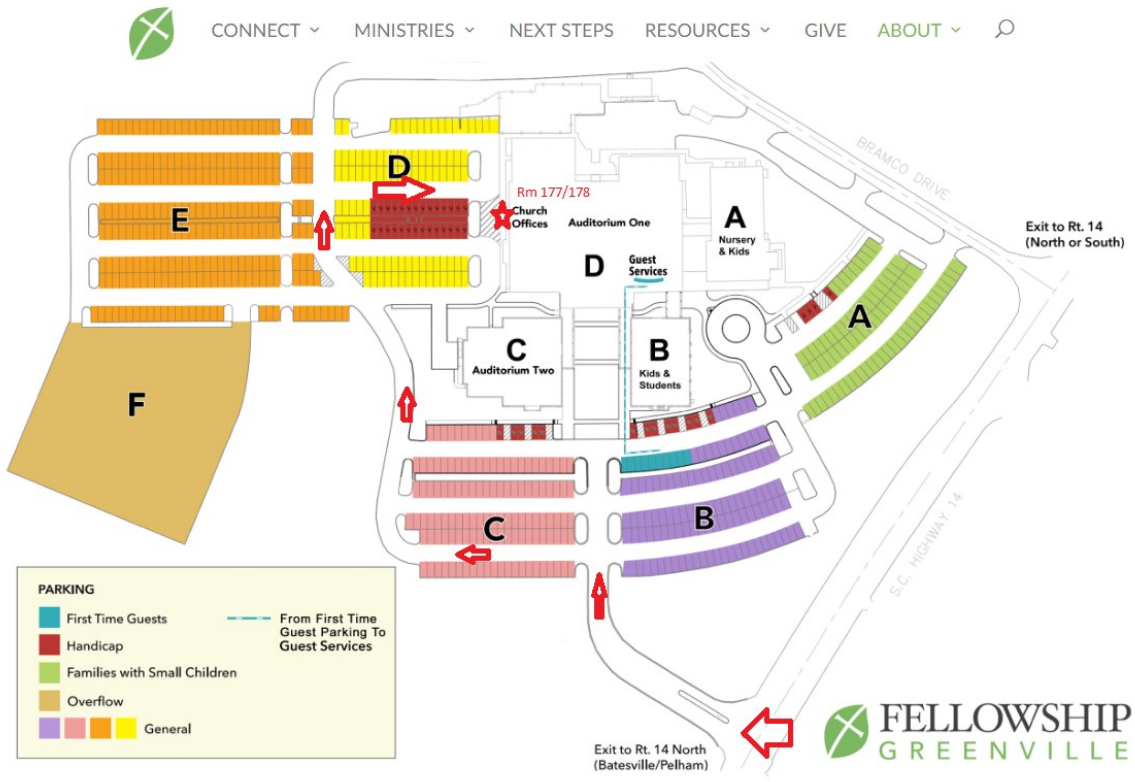 CONNECT
MINISTRIES
NEXT STEPS
RESOURCES
GIVE
ABOUT
BRAMCO DRIVE
D
Rm 177/178
Church
Offices
Auditorium One
A
Nursery
& Kids
Exit to Rt. 14
(North or South)
E
D
Guest
Services
A
C
Auditorium Two
B
Kids &
Students
F
C
B
S.C. HIGHWAY 14
PARKING
First Time Guests
Handicap
Families with Small Children
Overflow
General
From First Time
Guest Parking To
Guest Services
Exit to Rt. 14 North
(Batesville/Pelham)
FELLOWSHIP
GREENVILLE